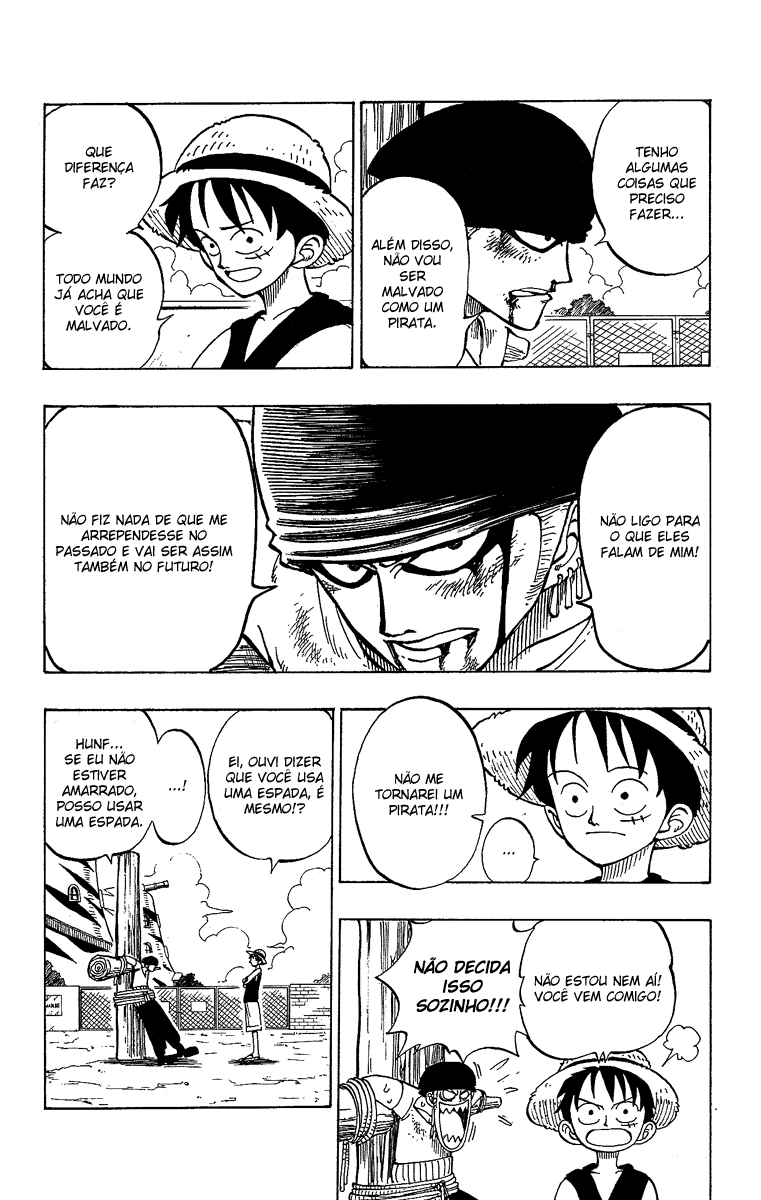 TENHO
ALGUMAS
COISAS QUE
PRECISO
FAZER...
ALÉM DISSO,
NÃO VOU
SER
MALVADO
COMO UM
PIRATA.
QUE
DIFERENÇA
FAZ?
TODO MUNDO
JÁ ACHA QUE
VOCÊ É
MALVADO.
NÃO LIGO PARA
O QUE ELES
FALAM DE MIM!
NÃO FIZ NADA DE QUE ME
ARREPENDESSE NO
PASSADO E VAI SER ASSIM
TAMBÉM NO FUTURO!
NÃO ME
TORNAREI UM
PIRATA!!!
...
EI, OUVI DIZER
QUE VOCÊ USA
UMA ESPADA, É
MESMO!?
...!
HUNF...
SE EU NÃO
ESTIVER
AMARRADO,
POSSO USAR
UMA ESPADA.
NÃO ESTOU NEM AÍ!
VOCÊ VEM COMIGO!
NÃO DECIDA
ISSO
SOZINHO!!!